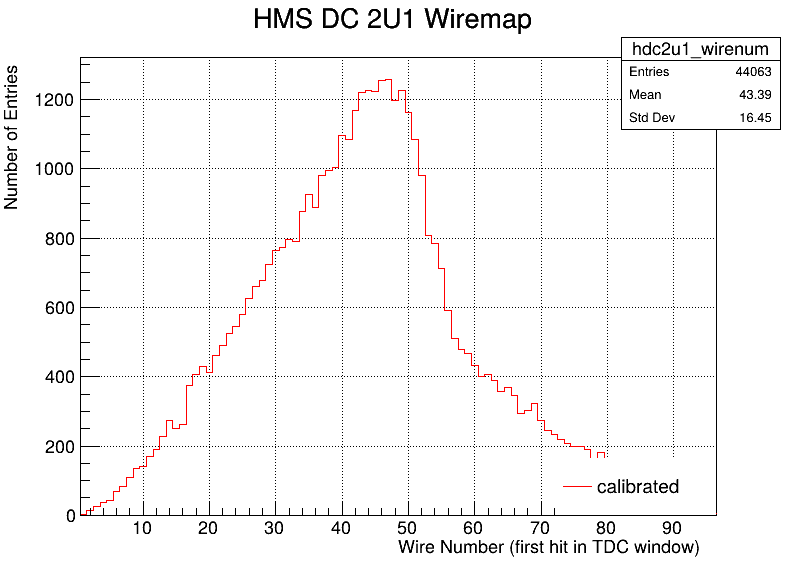 HMS DC 2U1 Wiremap
hdc2u1_wirenum
Entries 44063
Mean 43.39
Std Dev 16.45
Number of Entries
1200
1000
800
600
400
200
0
10 20 30 40 50 60 70 80 90
Wire Number (first hit in TDC window)
calibrated